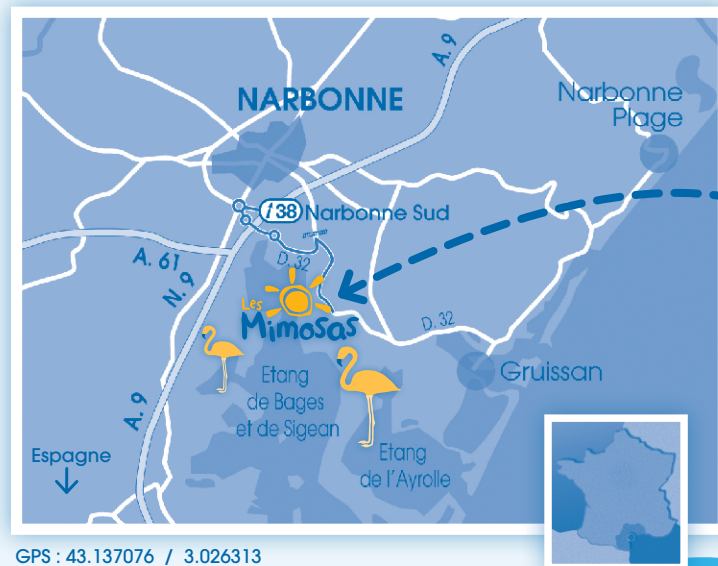 A. 9
NARBONNE
Narbonne
Plage
i 38 Narbonne Sud
A. 61
N. 9
D. 32
Les
Mimosas
D. 32
Gruissan
Etang
de Bages
et de Sigean
A. 9
Etang
de l'Ayrolle
Espagne
GPS : 43.137076 / 3.026313